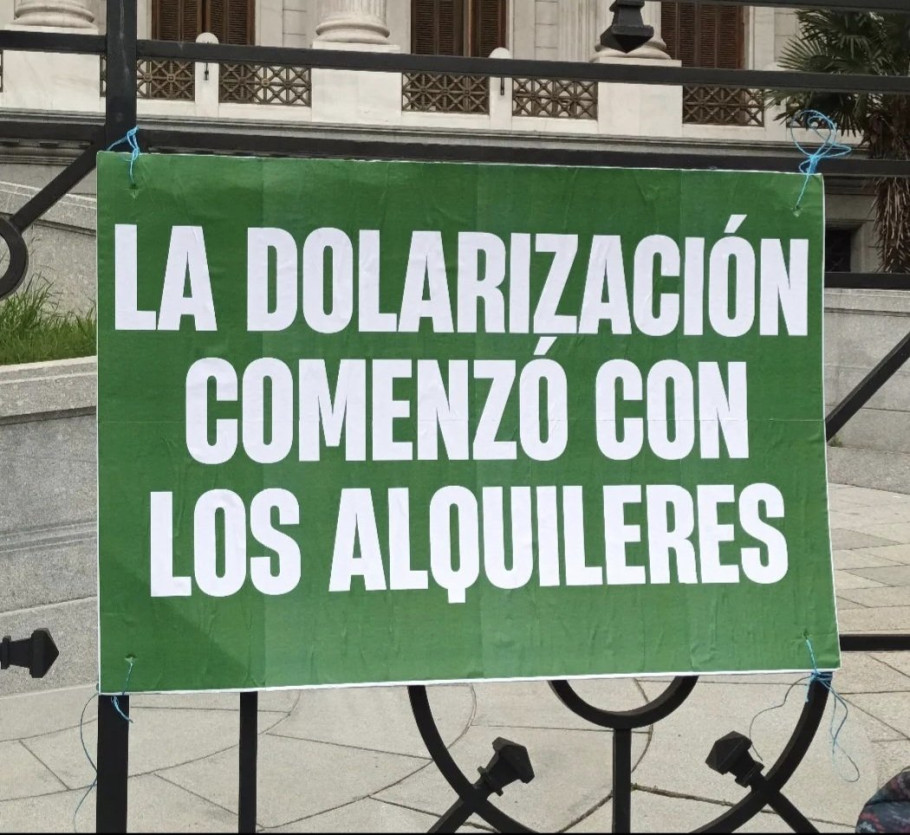 LA DOLARIZACIÓN
COMENZÓ CON
LOS ALQUILERES